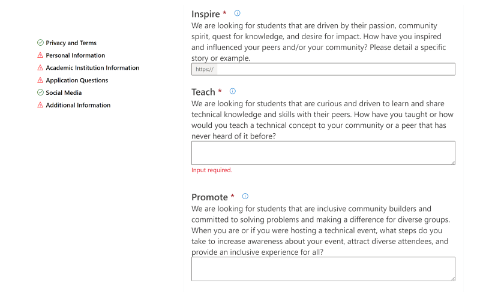 Privacy and Terms
Personal Information
Academic Institution Information
Application Questions
Social Media
Additional Information
Inspire *
We are looking for students that are driven by their passion, community
spirit, quest for knowledge, and desire for impact. How have you inspired
and influenced your peers and/or your community? Please detail a specific
story or example.
https://
Teach *
We are looking for students that are curious and driven to learn and share
technical knowledge and skills with their peers. How have you taught or how
would you teach a technical concept to your community or a peer that has
never heard of it before?
Input required.
Promote *
We are looking for students that are inclusive community builders and
committed to solving problems and making a difference for diverse groups.
When you are or if you were hosting a technical event, what steps do you
take to increase awareness about your event, attract diverse attendees, and
provide an inclusive experience for all?